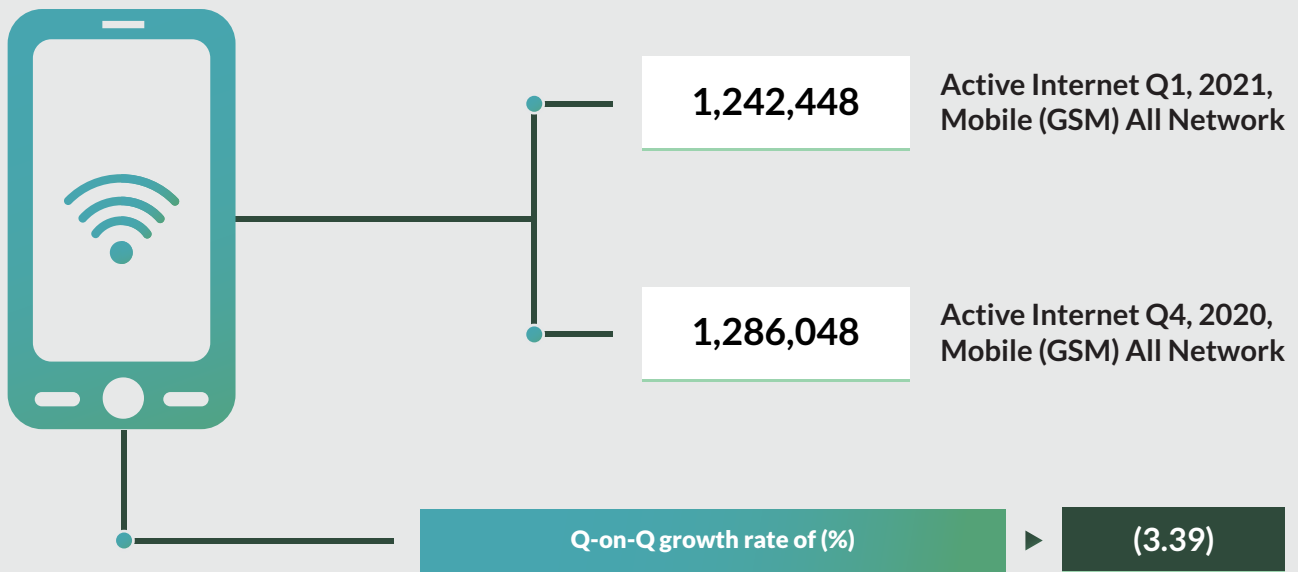 1,242,448
Active Internet Q1, 2021,
Mobile (GSM) All Network
1,286,048
Active Internet Q4, 2020,
Mobile (GSM) All Network
Q-on-Q growth rate of (%)
(3.39)